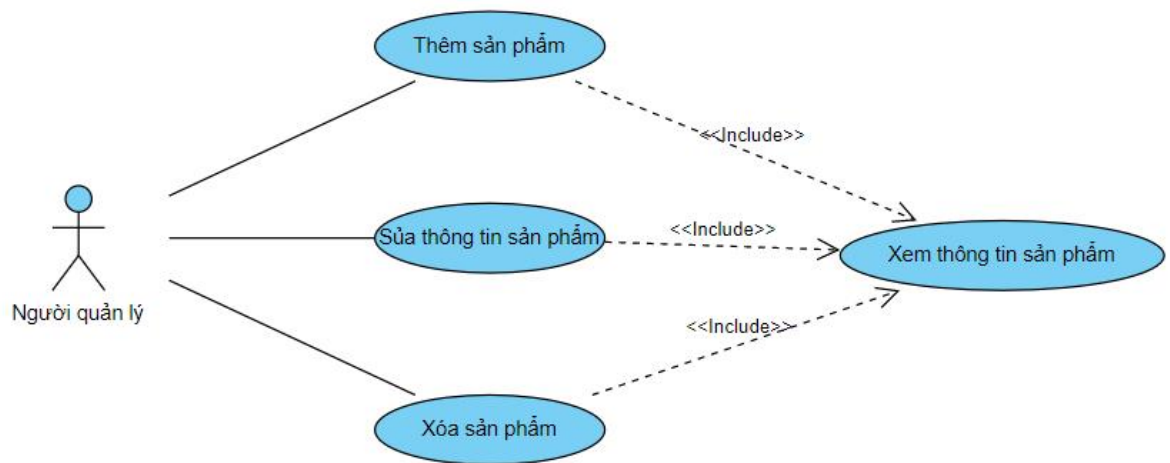 Thêm sản phẩm
<<Include>>
Sủa thông tin sản phẩm
<<Include>>
Xem thông tin sản phẩm
Người quản lý
<<Include>>
Xóa sản phẩm